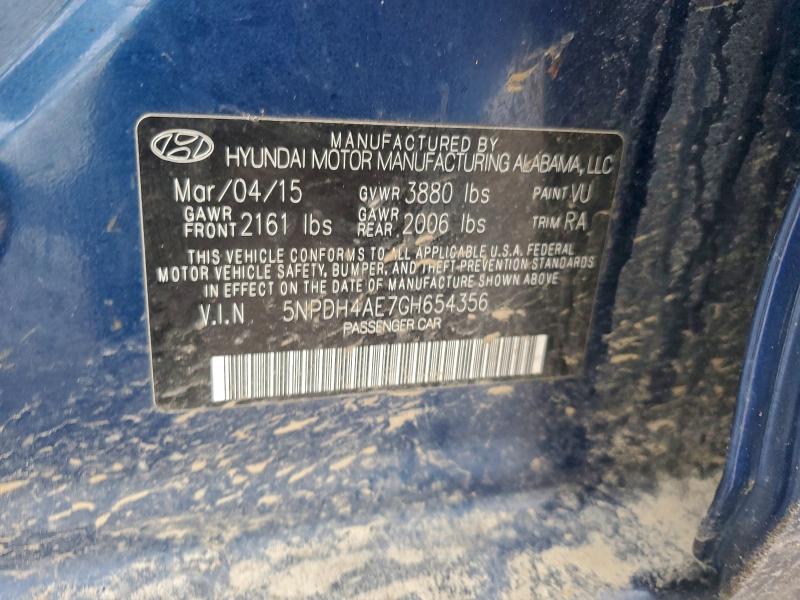 MANUFACTURED BY
HYUNDAI MOTOR MANUFACTURING ALABAMA, LLC
Mar/04/15 GVWR 3880 lbs PAINT VU
GAWR FRONT 2161 lbs GAWR REAR 2006 lbs TRIM RA
THIS VEHICLE CONFORMS TO ALL APPLICABLE U.S.A. FEDERAL
MOTOR VEHICLE SAFETY, BUMPER, AND THEFT PREVENTION STANDARDS
IN EFFECT ON THE DATE OF MANUFACTURE SHOWN ABOVE
V.I.N 5NPDH4AE7GH654356
PASSENGER CAR